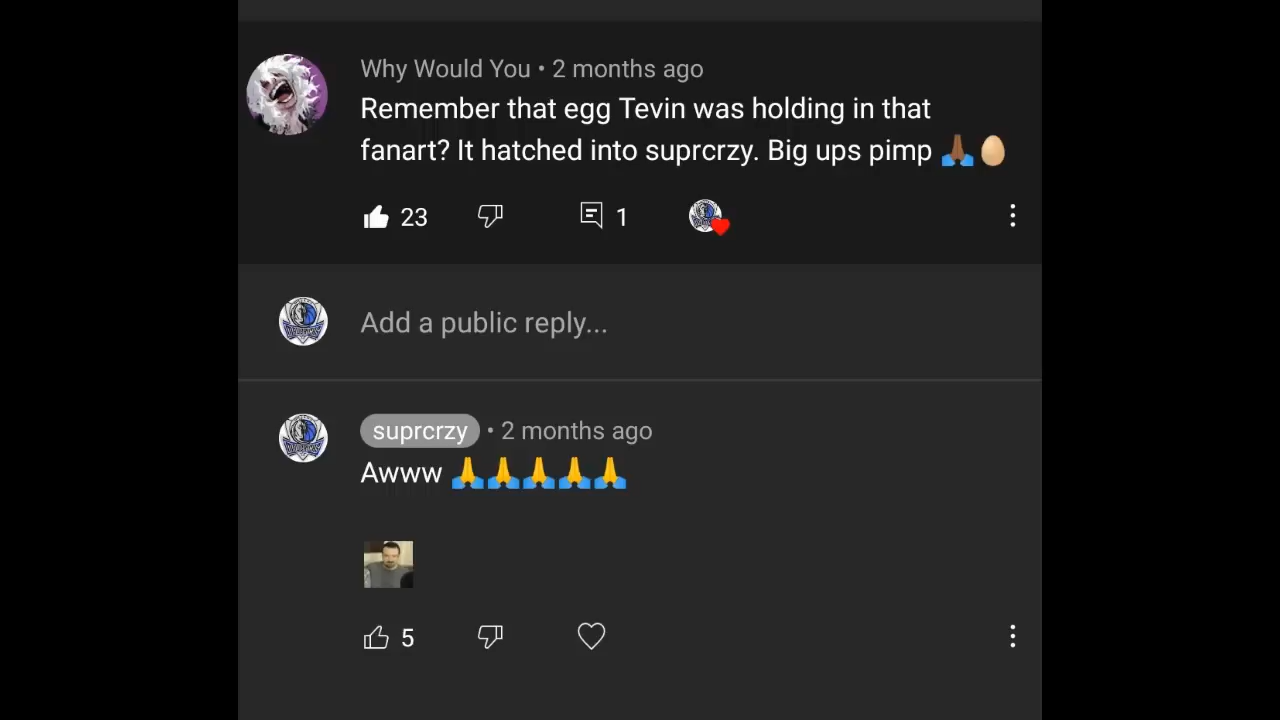 Why Would You • 2 months ago
Remember that egg Tevin was holding in that
fanart? It hatched into suprcrzy. Big ups pimp 🙏🏾🥚
23
1
Add a public reply...
suprcrzy • 2 months ago
Awww 🙏🙏🙏🙏🙏
5